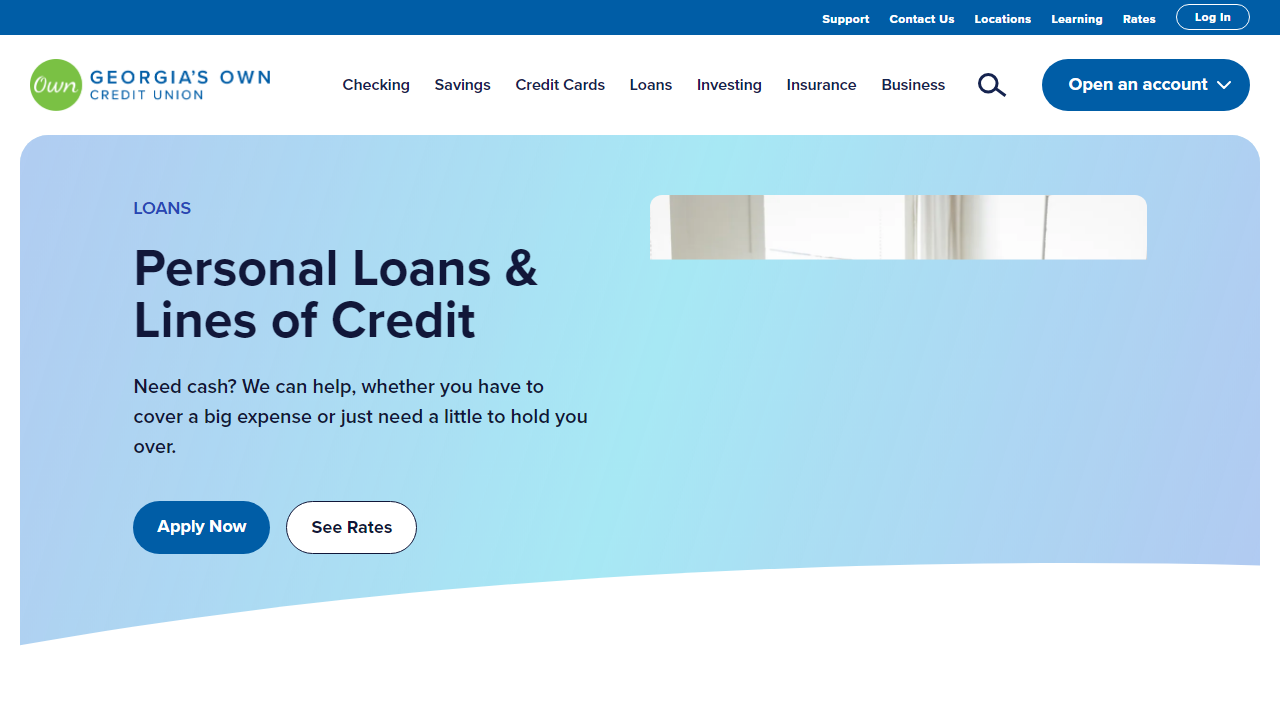 Support Contact Us Locations Learning Rates Log In
Own GEORGIA'S OWN
CREDIT UNION
Checking Savings Credit Cards Loans Investing Insurance Business Open an account
LOANS
Personal Loans &
Lines of Credit
Need cash? We can help, whether you have to
cover a big expense or just need a little to hold you
over.
Apply Now See Rates